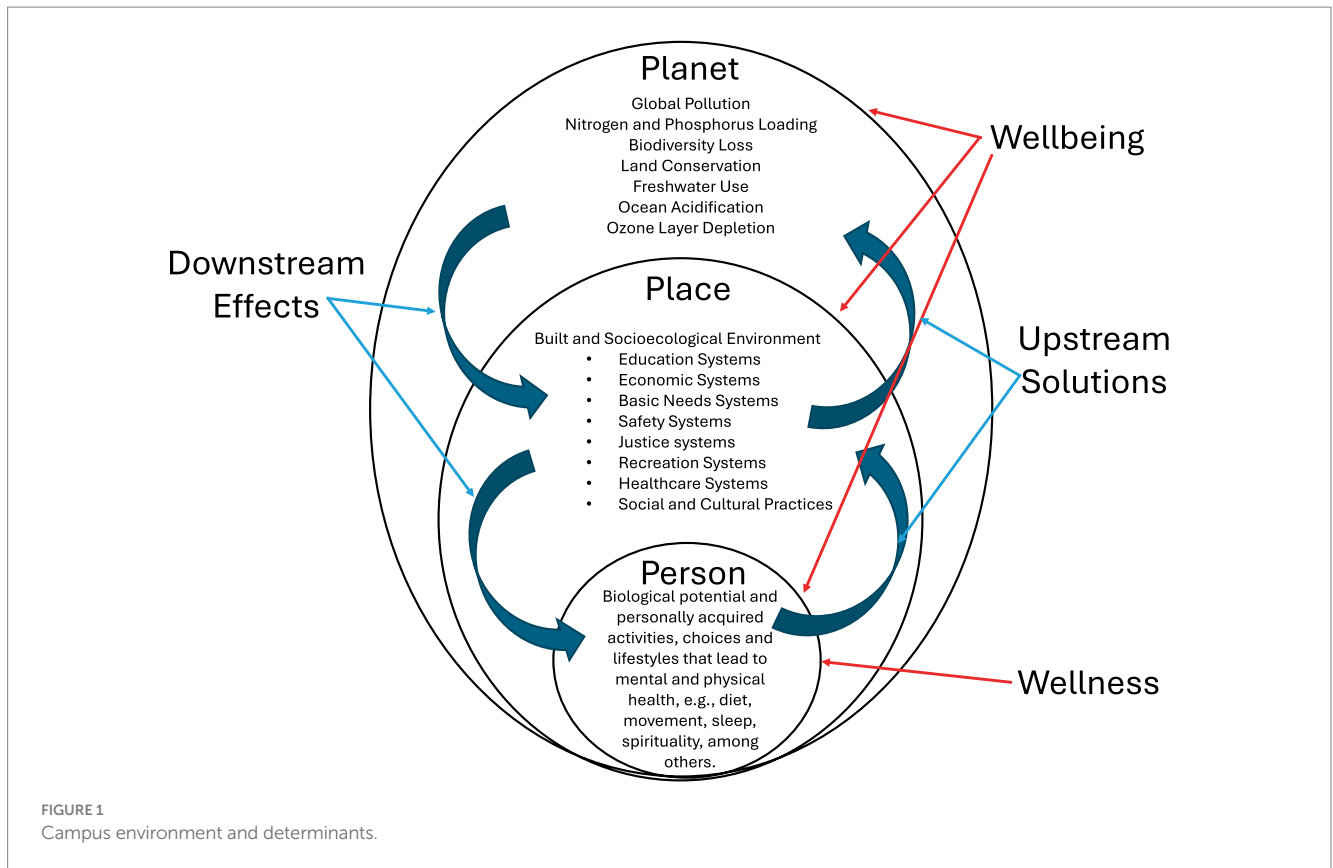 Planet
Global Pollution
Nitrogen and Phosphorus Loading
Biodiversity Loss
Land Conservation
Freshwater Use
Ocean Acidification
Ozone Layer Depletion
Wellbeing
Downstream
Effects
Place
Built and Socioecological Environment
• Education Systems
• Economic Systems
• Basic Needs Systems
• Safety Systems
• Justice systems
• Recreation Systems
• Healthcare Systems
• Social and Cultural Practices
Upstream
Solutions
Person
Biological potential and
personally acquired
activities, choices and
lifestyles that lead to
mental and physical
health, e.g., diet,
movement, sleep,
spirituality, among
others.
Wellness
FIGURE 1
Campus environment and determinants.